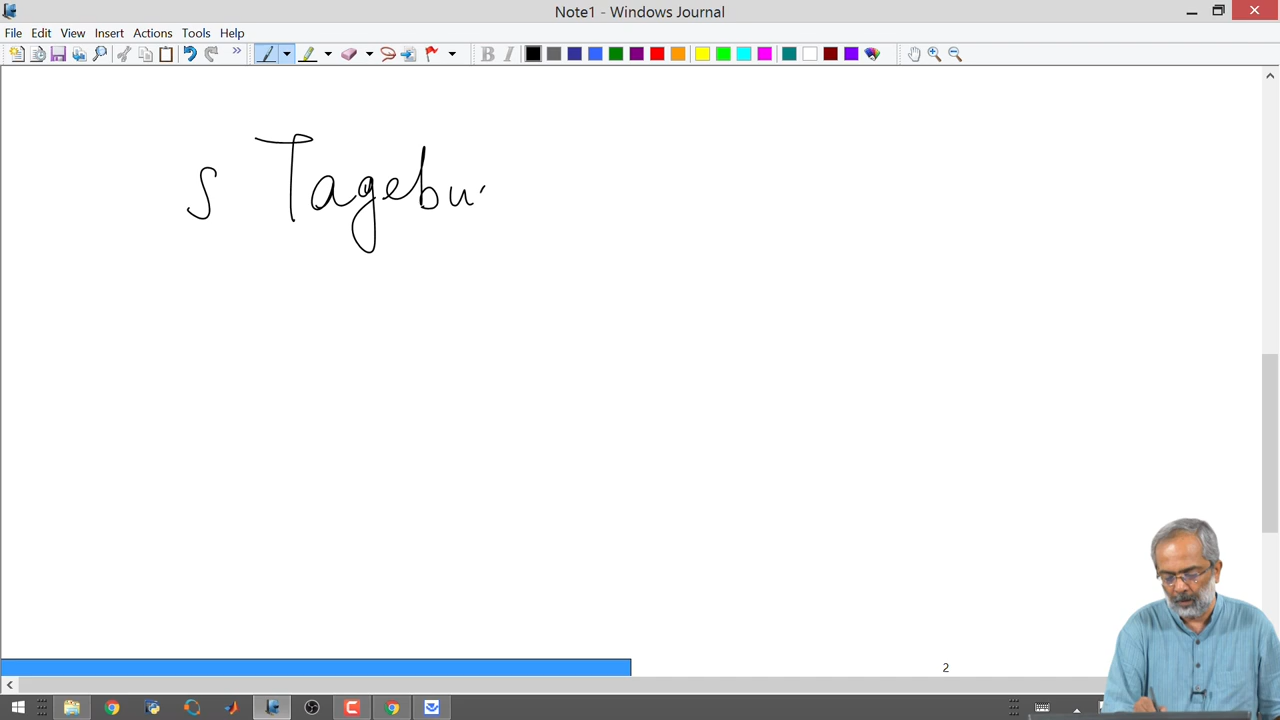 Note1 - Windows Journal
File Edit View Insert Actions Tools Help
» B I
s Tagebu
2